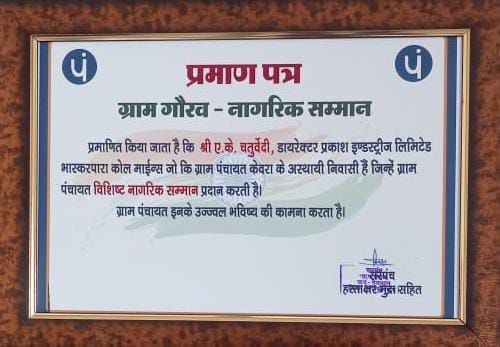 पं पं
प्रमाण पत्र
ग्राम गौरव - नागरिक सम्मान
प्रमाणित किया जाता है कि श्री ए.के. चतुर्वेदी, डायरेक्टर प्रकाश इण्डस्ट्रीज लिमिटेड
भास्करपारा कोल माईन्स जो कि ग्राम पंचायत केवरा के अस्थायी निवासी हैं जिन्हें ग्राम
पंचायत विशिष्ट नागरिक सम्मान प्रदान करती है।
ग्राम पंचायत इनके उज्ज्वल भविष्य की कामना करता है।
सरपंच
हस्ताक्षर मुद्रा सहित